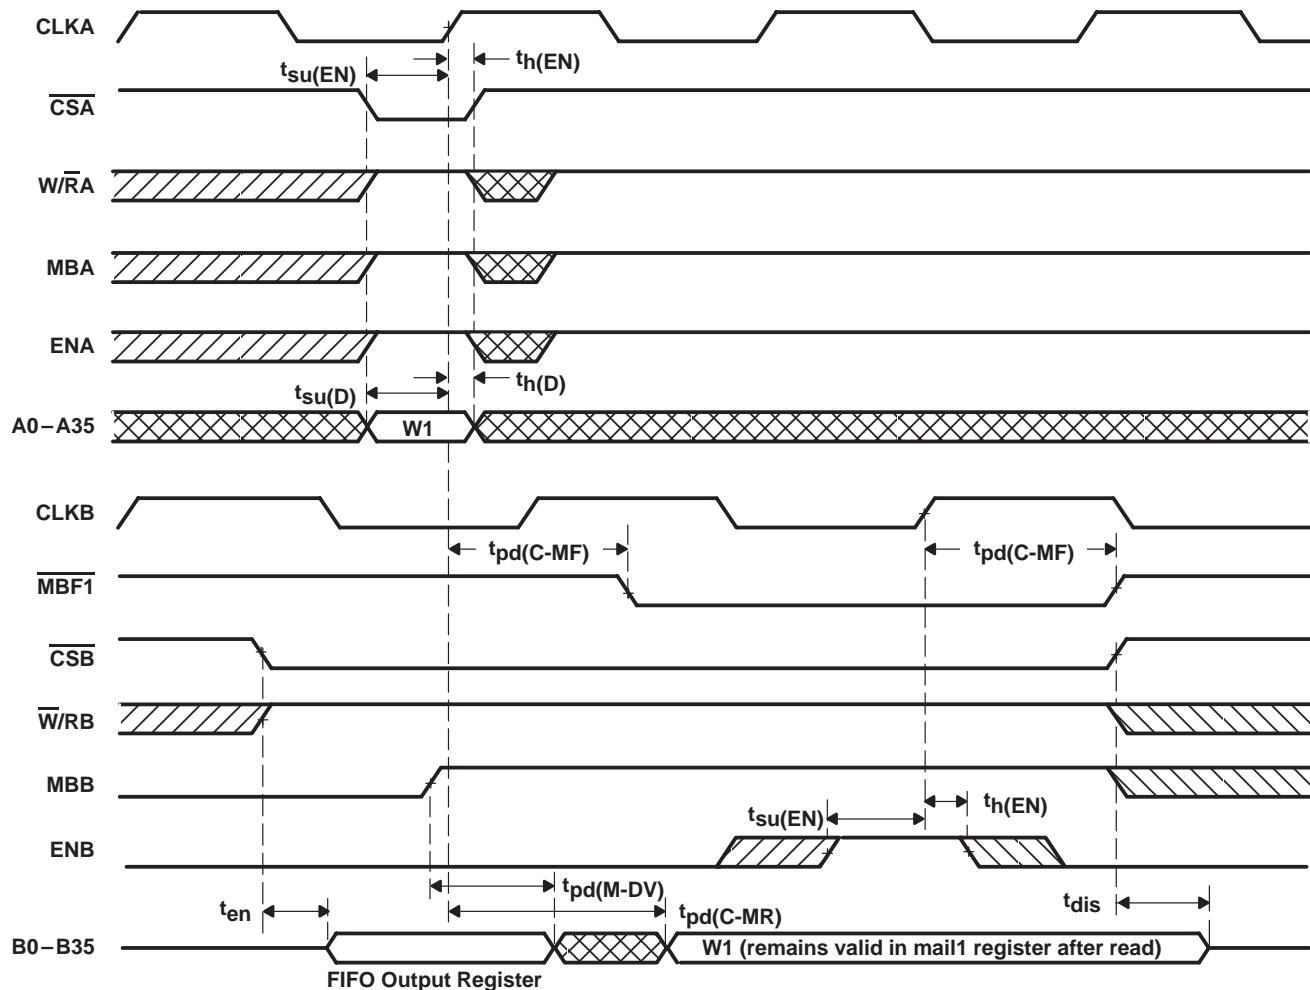 CLKA
tsu(EN)
th(EN)
CSA
W/RA
MBA
ENA
tsu(D)
th(D)
A0–A35
W1
CLKB
tpd(C-MF)
tpd(C-MF)
MBF1
CSB
W/RB
MBB
tsu(EN)
th(EN)
ENB
ten
tpd(M-DV)
tpd(C-MR)
tdis
B0–B35
W1 (remains valid in mail1 register after read)
FIFO Output Register